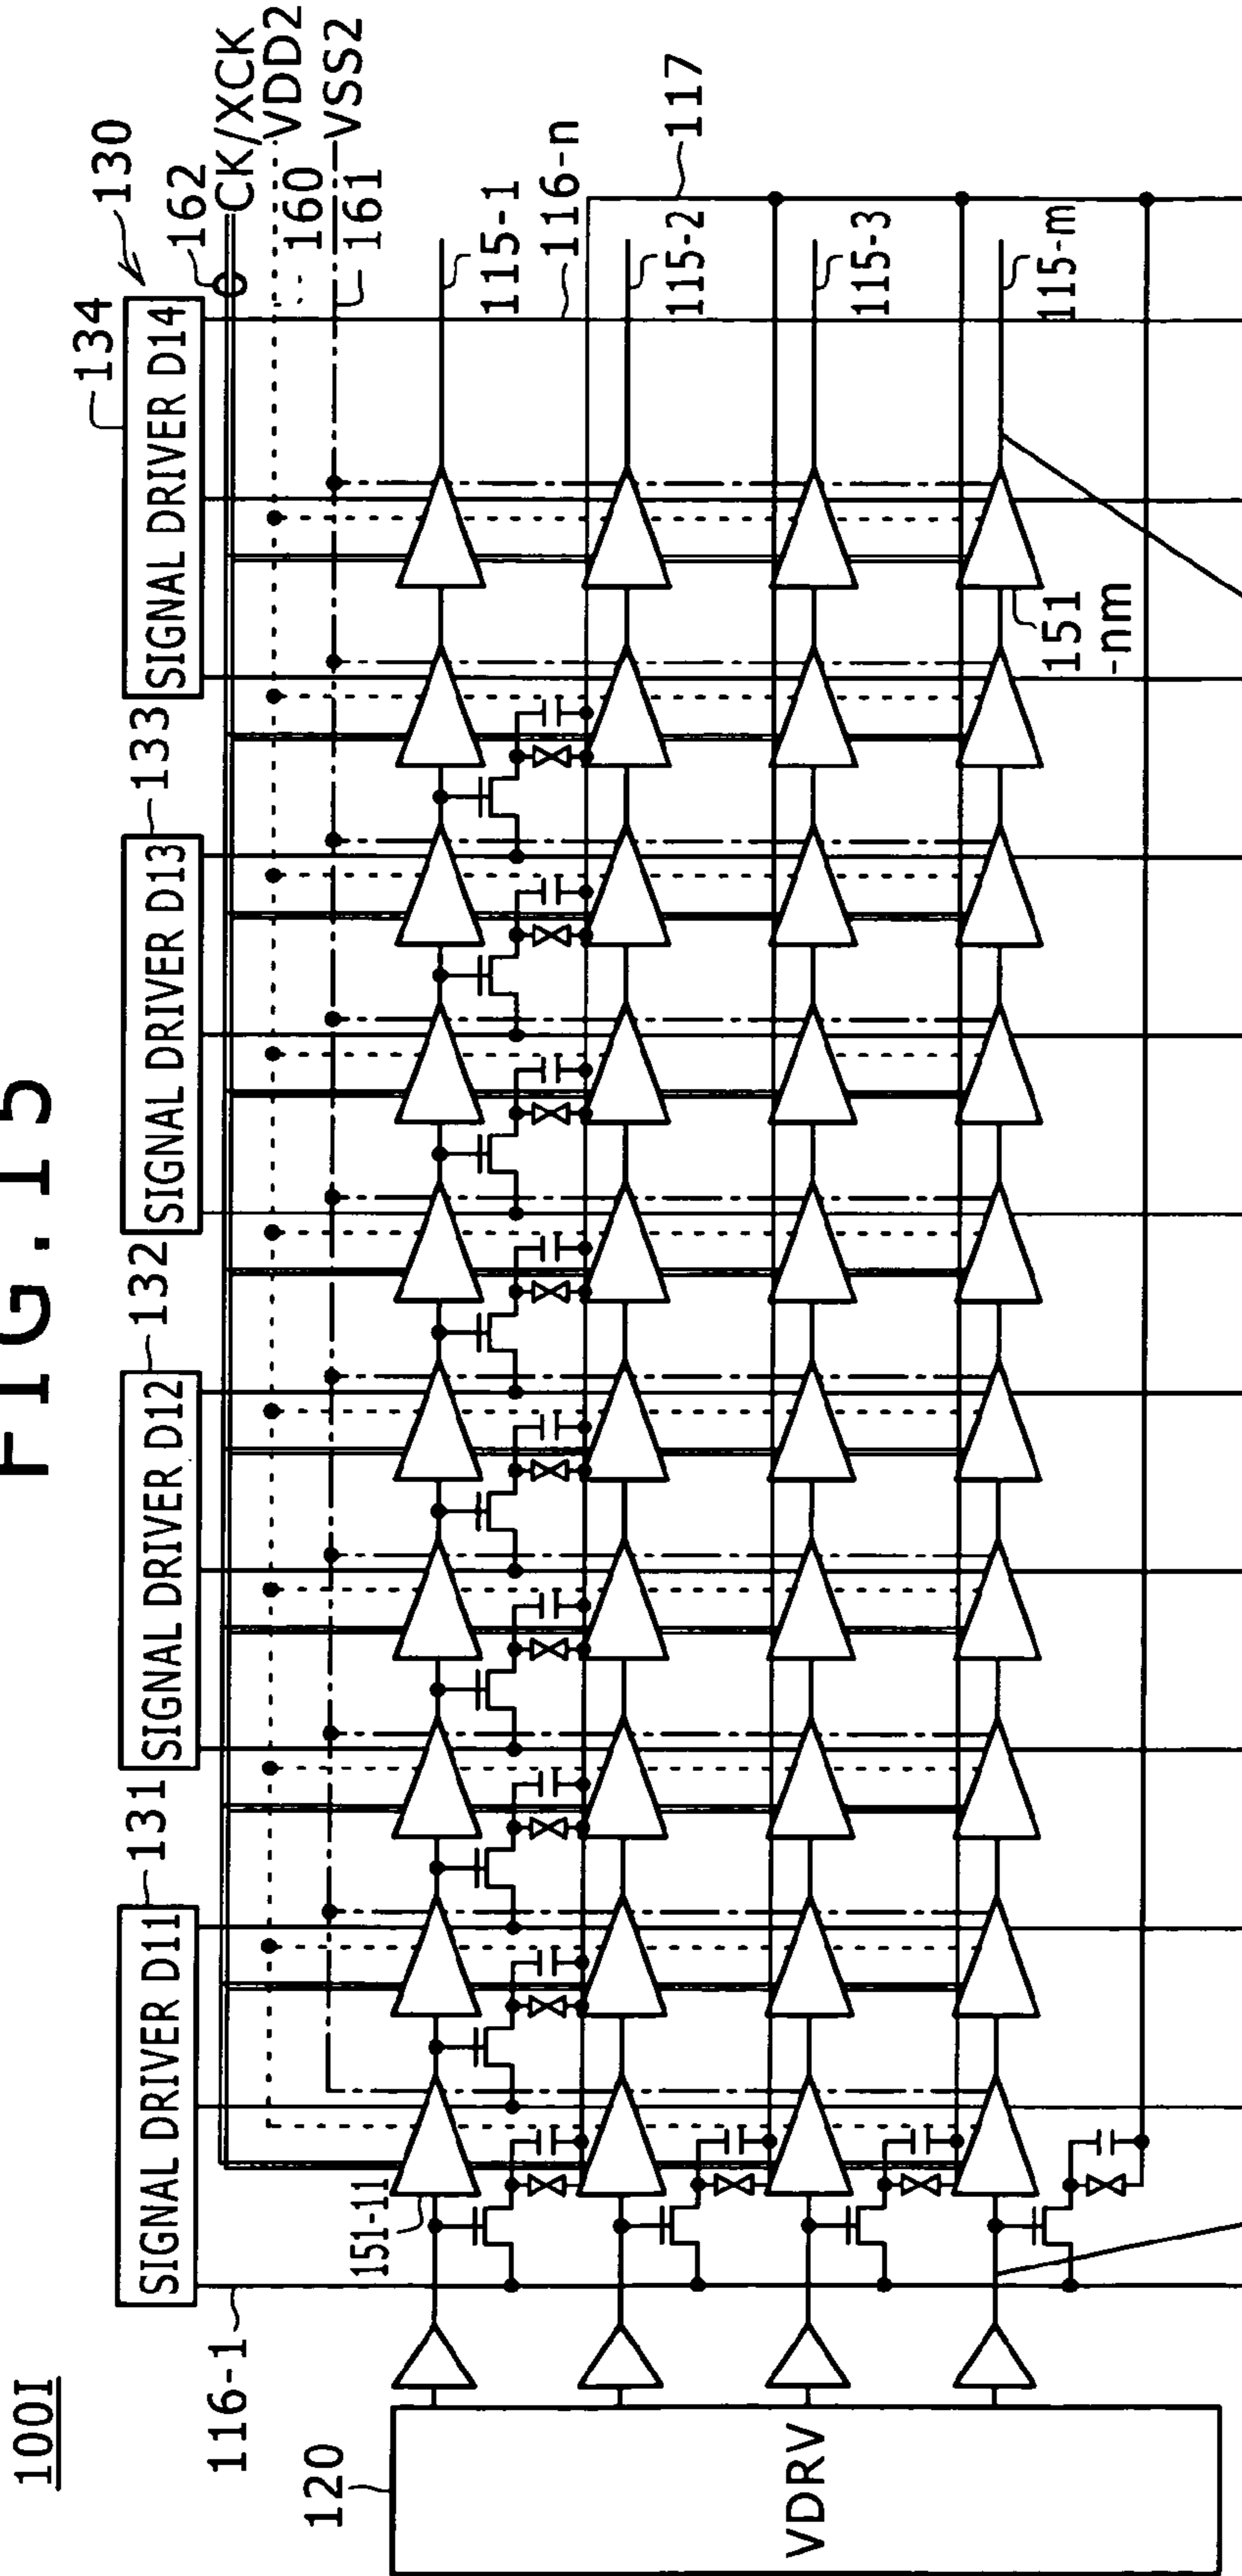 FIG.15
100I
134
130
162
CK/XCK
VDD2
VSS2
160
161
SIGNAL DRIVER D11
131
SIGNAL DRIVER D12
132
SIGNAL DRIVER D13
133
SIGNAL DRIVER D14
116-1
116-n
117
115-1
115-2
115-3
115-m
151-11
151
-nm
120
VDRV